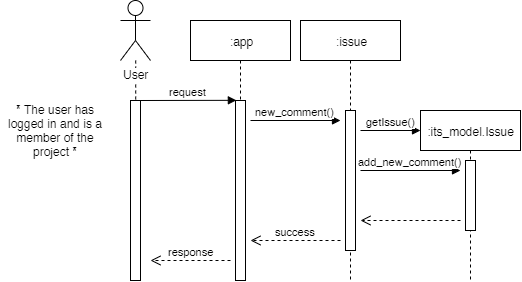 :app
:issue
User
request
* The user has
logged in and is a
member of the
project *
new_comment()
getIssue()
:its_model.Issue
add_new_comment()
success
response